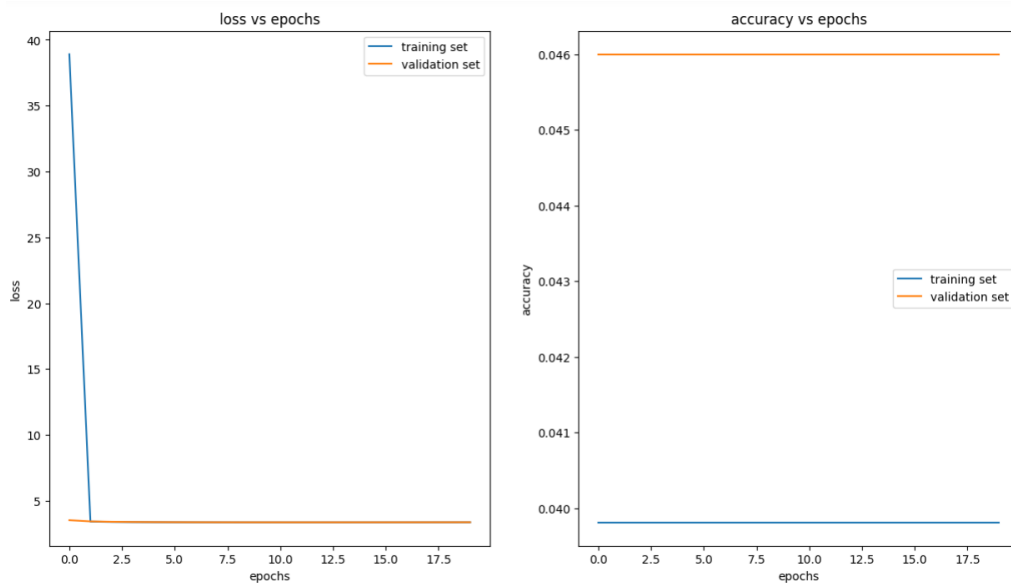 loss vs epochs
40
35
30
25
20
15
10
5
loss
0.0 2.5 5.0 7.5 10.0 12.5 15.0 17.5
epochs
training set
validation set
accuracy vs epochs
0.046
0.045
0.044
0.043
0.042
0.041
0.040
accuracy
0.0 2.5 5.0 7.5 10.0 12.5 15.0 17.5
epochs
training set
validation set